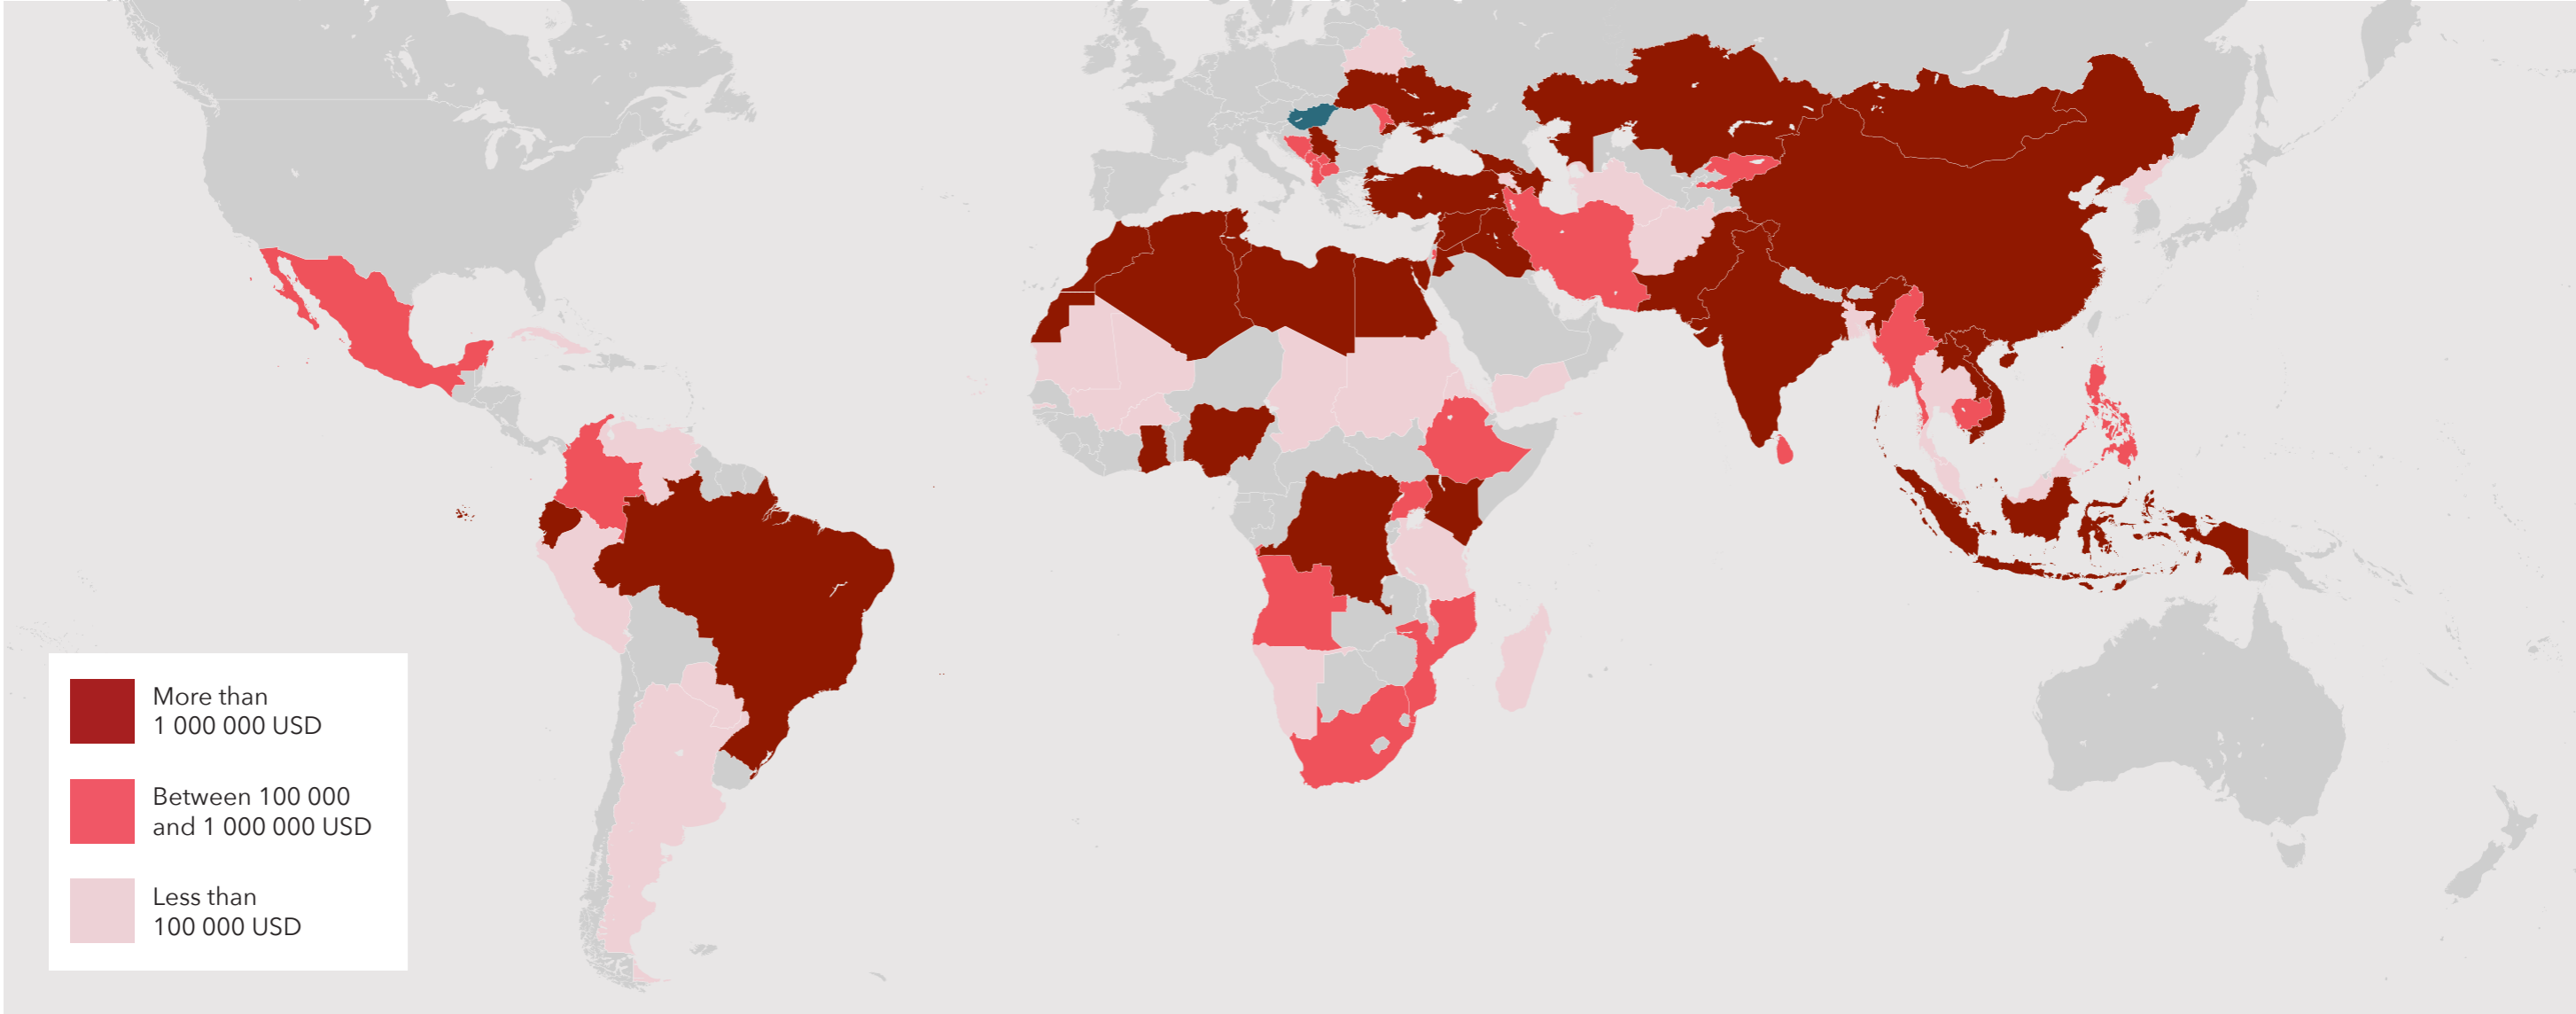 More than
1 000 000 USD
Between 100 000
and 1 000 000 USD
Less than
100 000 USD